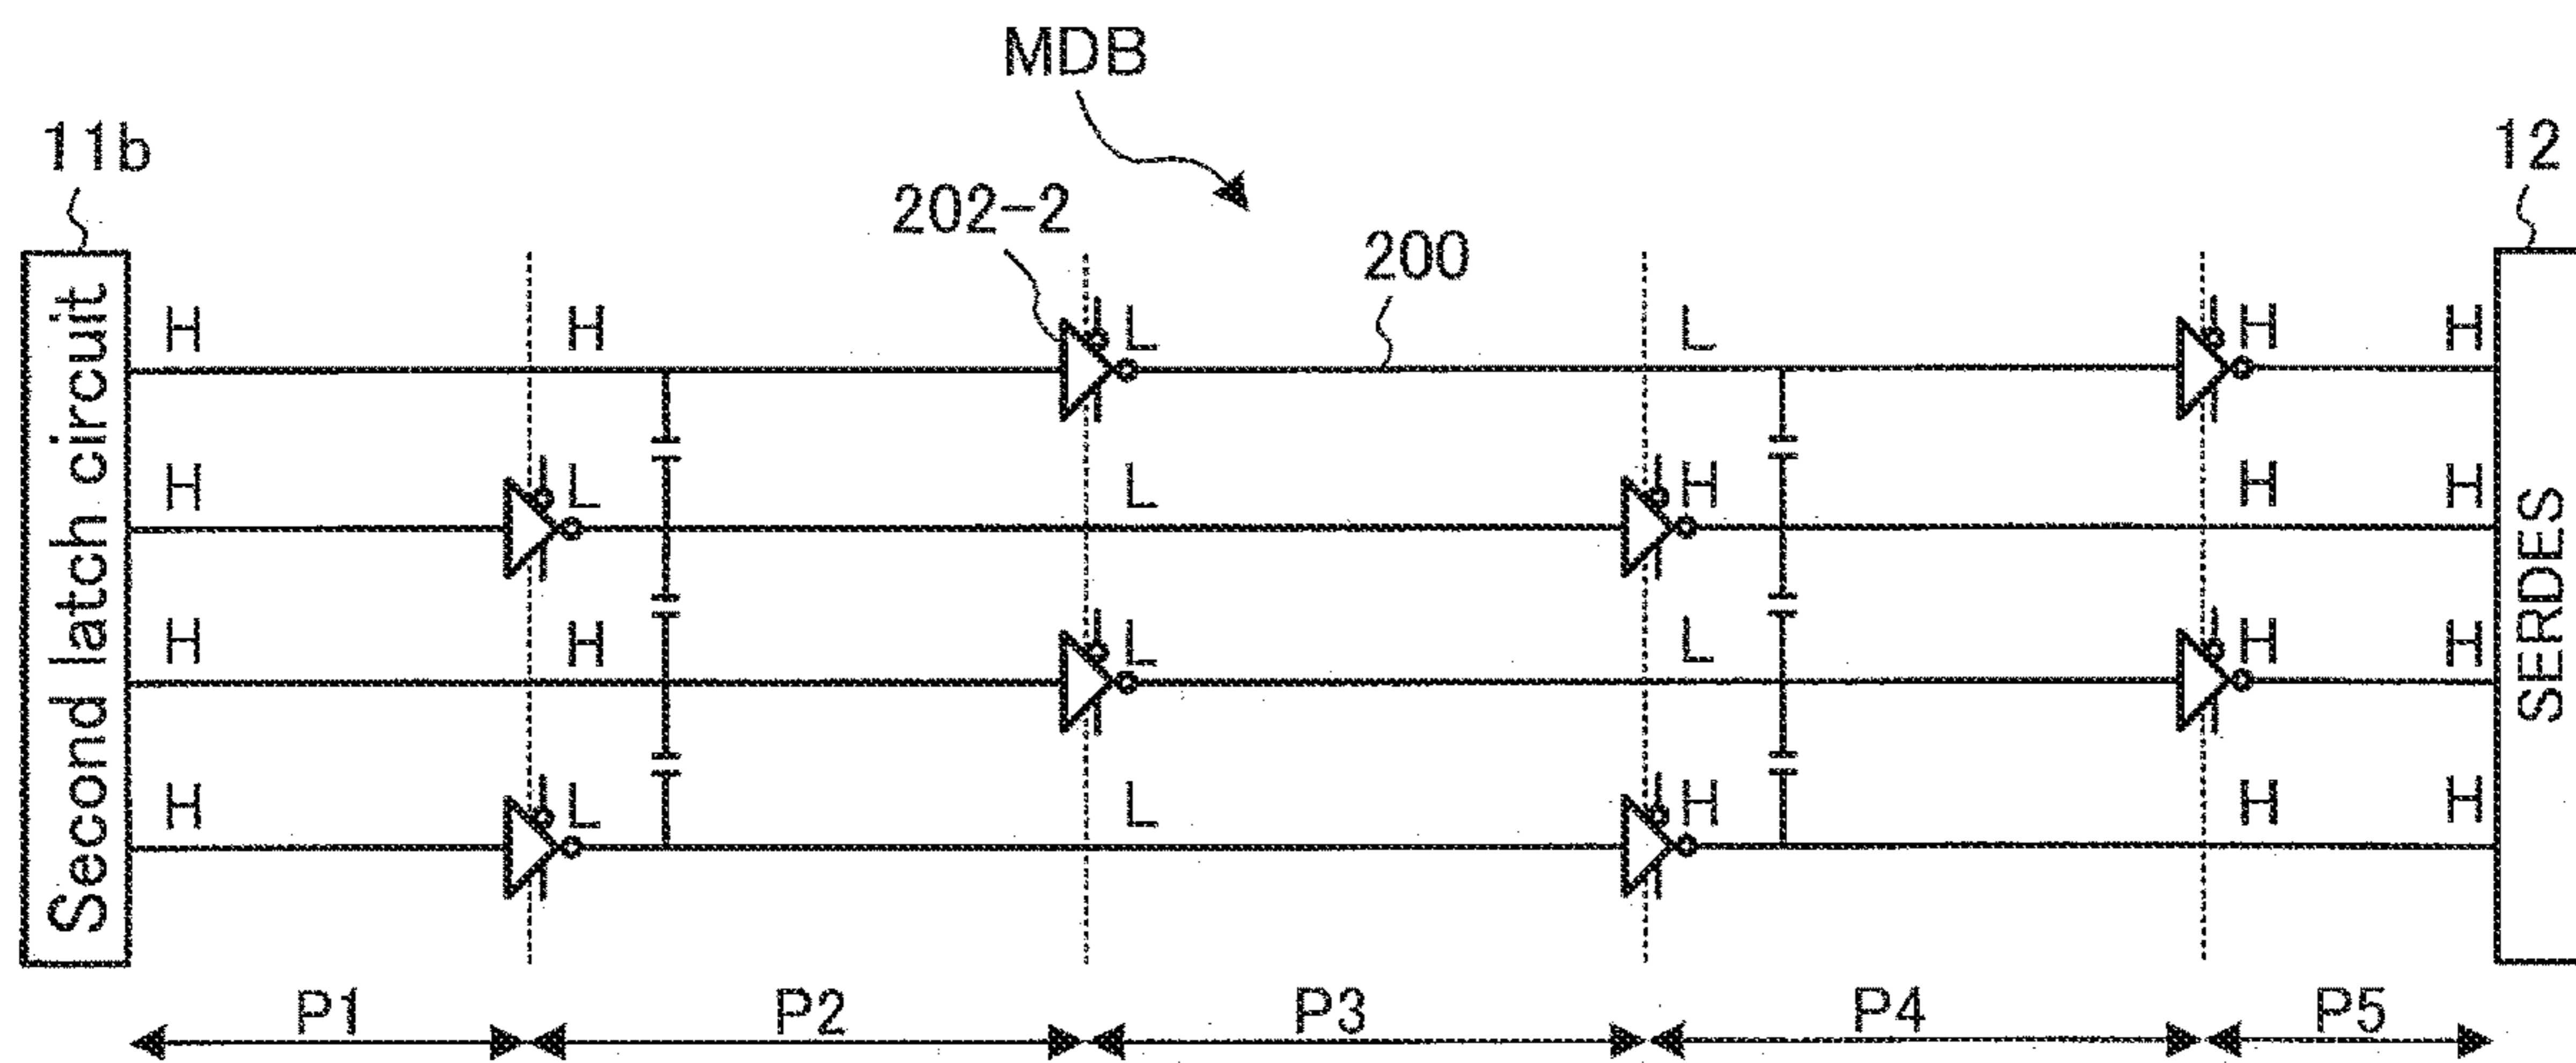 MDB
11b
12
202-2
200
Second latch circuit
SERDES
H H L L H H
H L L H H H
H H L L H H
H L L H H H
P1 P2 P3 P4 P5